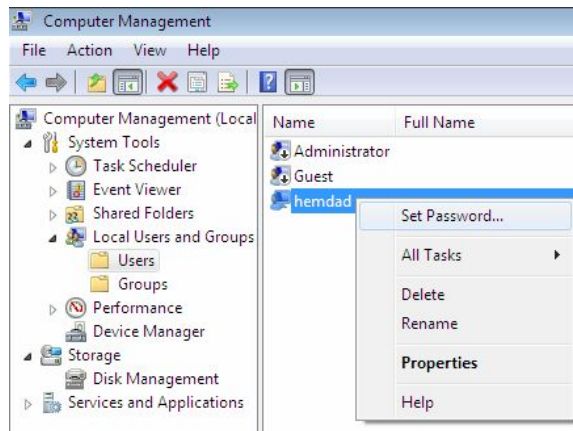 Computer Management
File Action View Help
Computer Management (Local
System Tools
Task Scheduler
Event Viewer
Shared Folders
Local Users and Groups
Users
Groups
Performance
Device Manager
Storage
Disk Management
Services and Applications
Name Full Name
Administrator
Guest
hemdad
Set Password...
All Tasks
Delete
Rename
Properties
Help